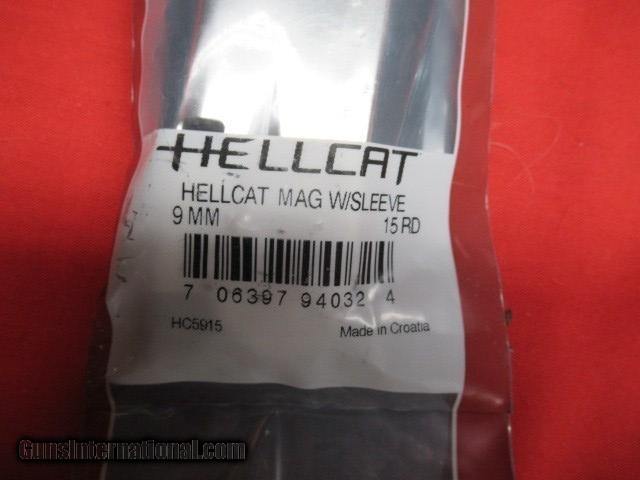 HELLCAT
HELLCAT MAG W/SLEEVE
9 MM 15 RD
7 06397 94032 4
HC5915 Made in Croatia
GunsInternational.com